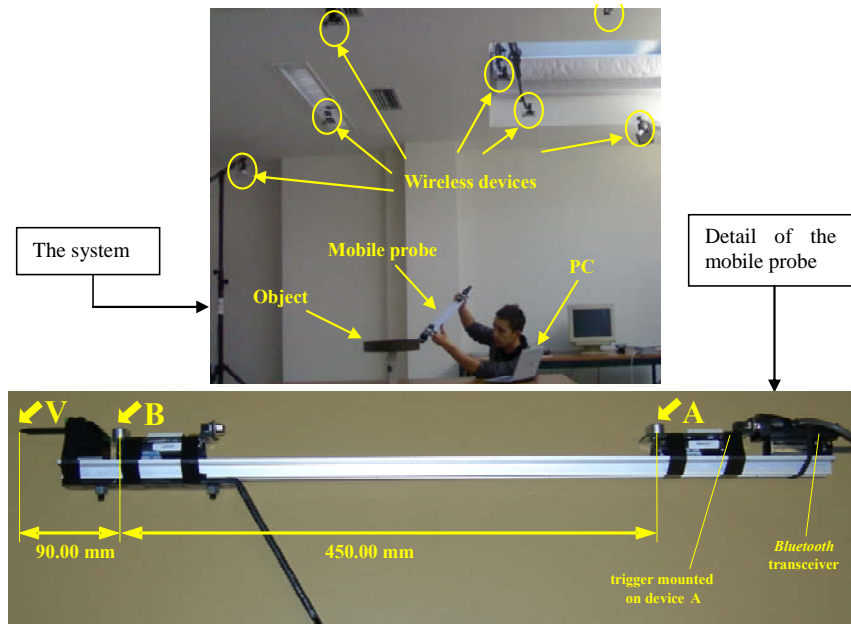 Wireless devices
The system
Detail of the
mobile probe
Mobile probe
PC
Object
V
B
A
90.00 mm
450.00 mm
trigger mounted
on device A
Bluetooth
transceiver